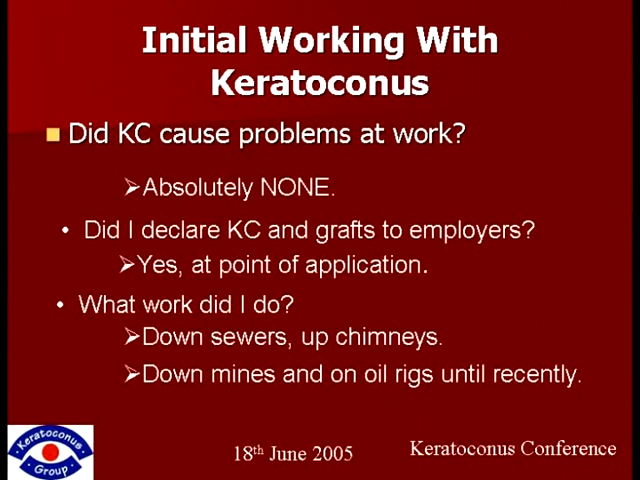 Initial Working With
Keratoconus
Did KC cause problems at work?
Absolutely NONE.
Did I declare KC and grafts to employers?
Yes, at point of application.
What work did I do?
Down sewers, up chimneys.
Down mines and on oil rigs until recently.
Keratoconus
Group
18th June 2005
Keratoconus Conference